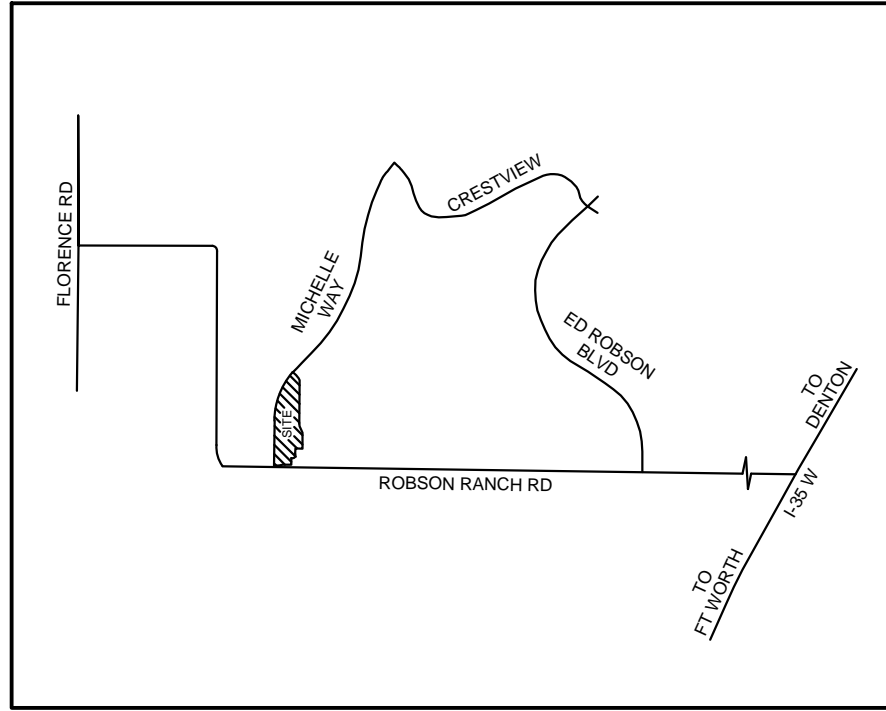 FLORENCE RD
MICHELLE
WAY
CRESTVIEW
ED ROBSON
BLVD
SITE
ROBSON RANCH RD
TO
DENTON
I-35 W
TO
FT WORTH